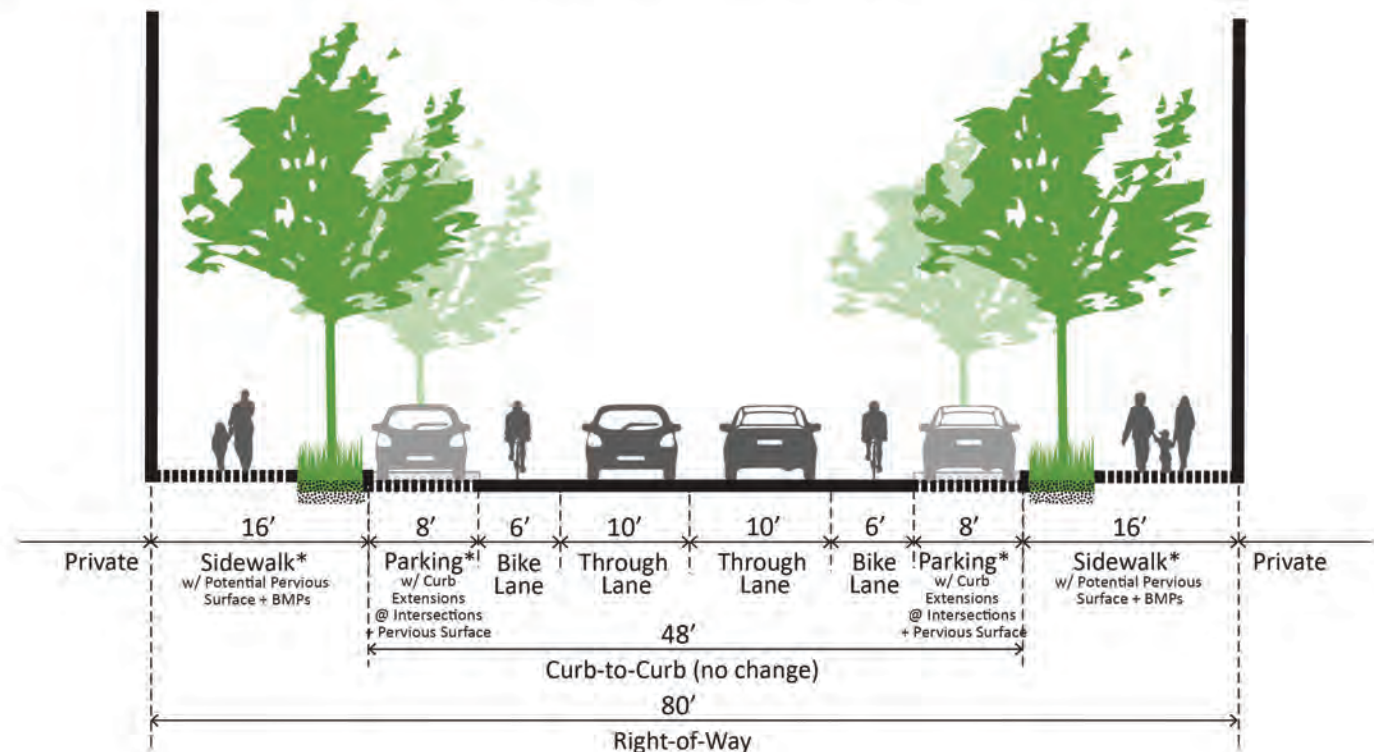 16’ 8’ 6’ 10’ 10’ 6’ 8’ 16’
Private
Sidewalk*
w/ Potential Pervious
Surface + BMPs
Parking*
w/ Curb
Extensions
@ Intersections
+ Pervious Surface
Bike
Lane
Through
Lane
Through
Lane
Bike
Lane
Parking*
w/ Curb
Extensions
@ Intersections
+ Pervious Surface
Sidewalk*
w/ Potential Pervious
Surface + BMPs
Private
48’
Curb-to-Curb (no change)
80’
Right-of-Way